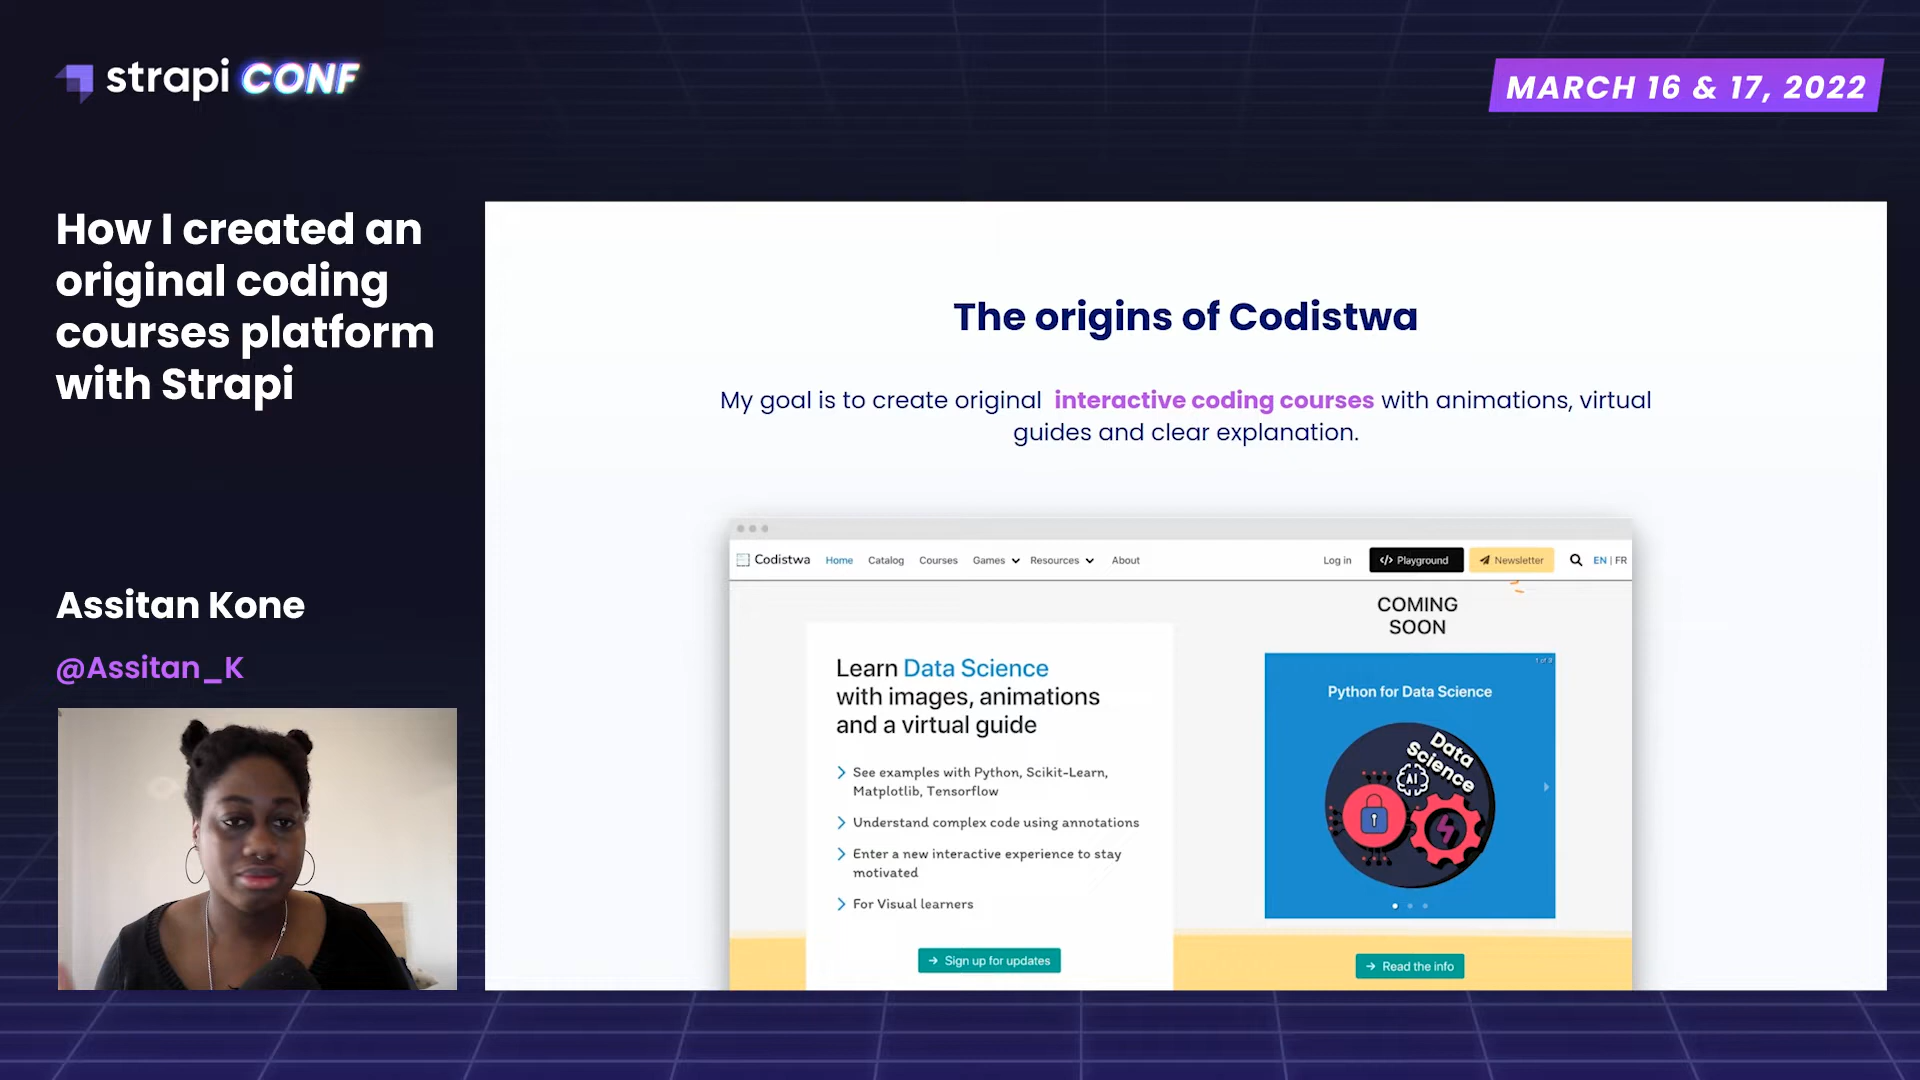 strapi CONF
MARCH 16 & 17, 2022
How I created an
original coding
courses platform
with Strapi
Assitan Kone
@Assitan_K
The origins of Codistwa
My goal is to create original interactive coding courses with animations, virtual
guides and clear explanation.
Codistwa Home Catalog Courses Games Resources About Log in </> Playground Newsletter EN | FR
COMING
SOON
Learn Data Science
with images, animations
and a virtual guide
See examples with Python, Scikit-Learn,
Matplotlib, Tensorflow
Understand complex code using annotations
Enter a new interactive experience to stay
motivated
For Visual learners
→ Sign up for updates
1 of 3
Python for Data Science
Data
Science
AI
→ Read the info